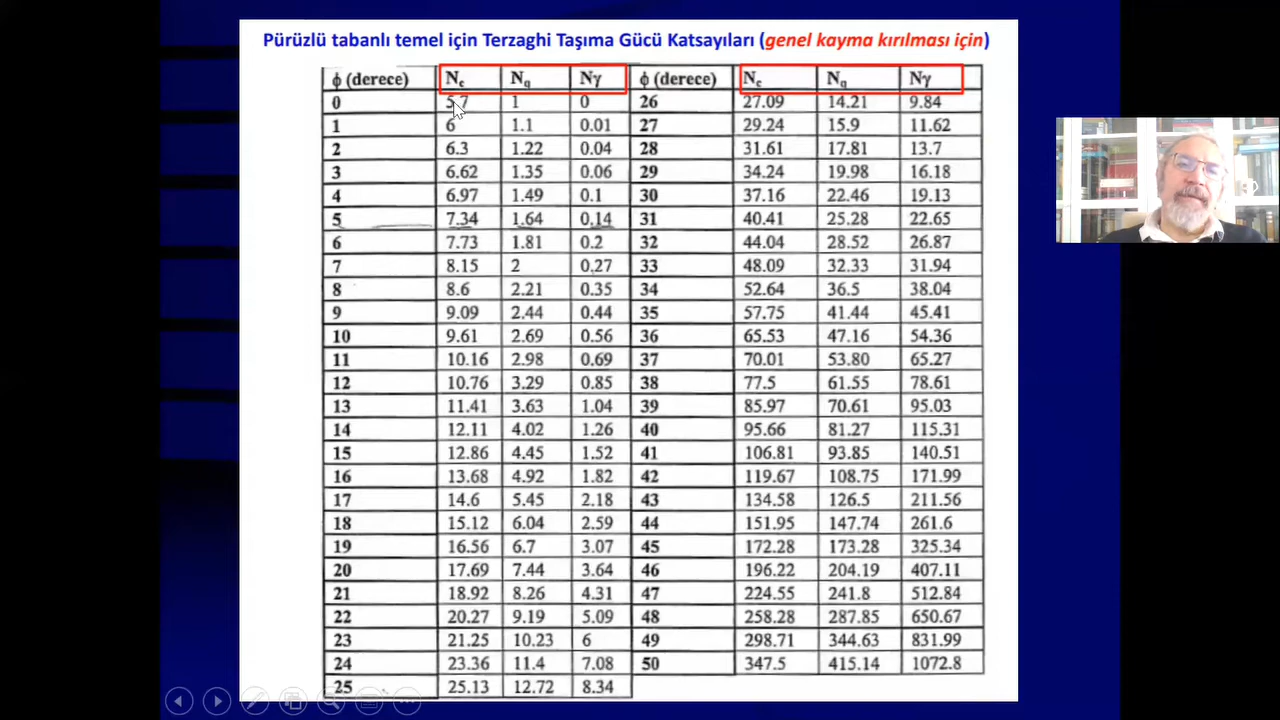 Pürüzlü tabanlı temel için Terzaghi Taşıma Gücü Katsayıları (genel kayma kırılması için)
ϕ (derece) Nc Nq Nγ ϕ (derece) Nc Nq Nγ
0 5.7 1 0 26 27.09 14.21 9.84
1 6 1.1 0.01 27 29.24 15.9 11.62
2 6.3 1.22 0.04 28 31.61 17.81 13.7
3 6.62 1.35 0.06 29 34.24 19.98 16.18
4 6.97 1.49 0.1 30 37.16 22.46 19.13
5 7.34 1.64 0.14 31 40.41 25.28 22.65
6 7.73 1.81 0.2 32 44.04 28.52 26.87
7 8.15 2 0.27 33 48.09 32.33 31.94
8 8.6 2.21 0.35 34 52.64 36.5 38.04
9 9.09 2.44 0.44 35 57.75 41.44 45.41
10 9.61 2.69 0.56 36 65.53 47.16 54.36
11 10.16 2.98 0.69 37 70.01 53.80 65.27
12 10.76 3.29 0.85 38 77.5 61.55 78.61
13 11.41 3.63 1.04 39 85.97 70.61 95.03
14 12.11 4.02 1.26 40 95.66 81.27 115.31
15 12.86 4.45 1.52 41 106.81 93.85 140.51
16 13.68 4.92 1.82 42 119.67 108.75 171.99
17 14.6 5.45 2.18 43 134.58 126.5 211.56
18 15.12 6.04 2.59 44 151.95 147.74 261.6
19 16.56 6.7 3.07 45 172.28 173.28 325.34
20 17.69 7.44 3.64 46 196.22 204.19 407.11
21 18.92 8.26 4.31 47 224.55 241.8 512.84
22 20.27 9.19 5.09 48 258.28 287.85 650.67
23 21.25 10.23 6 49 298.71 344.63 831.99
24 23.36 11.4 7.08 50 347.5 415.14 1072.8
25 25.13 12.72 8.34